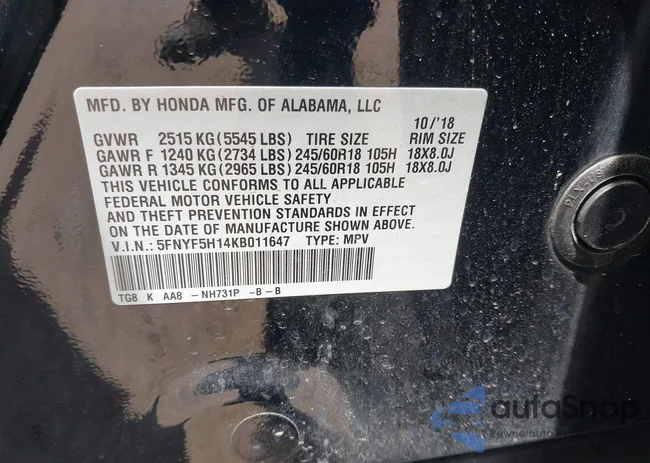 MFD. BY HONDA MFG. OF ALABAMA, LLC
10/'18
GVWR 2515 KG (5545 LBS) TIRE SIZE RIM SIZE
GAWR F 1240 KG (2734 LBS) 245/60R18 105H 18X8.0J
GAWR R 1345 KG (2965 LBS) 245/60R18 105H 18X8.0J
THIS VEHICLE CONFORMS TO ALL APPLICABLE
FEDERAL MOTOR VEHICLE SAFETY
AND THEFT PREVENTION STANDARDS IN EFFECT
ON THE DATE OF MANUFACTURE SHOWN ABOVE.
V.I.N.: 5FNYF5H14KB011647 TYPE: MPV
TG8 K AA8 -NH731P -B-B
autoSnap